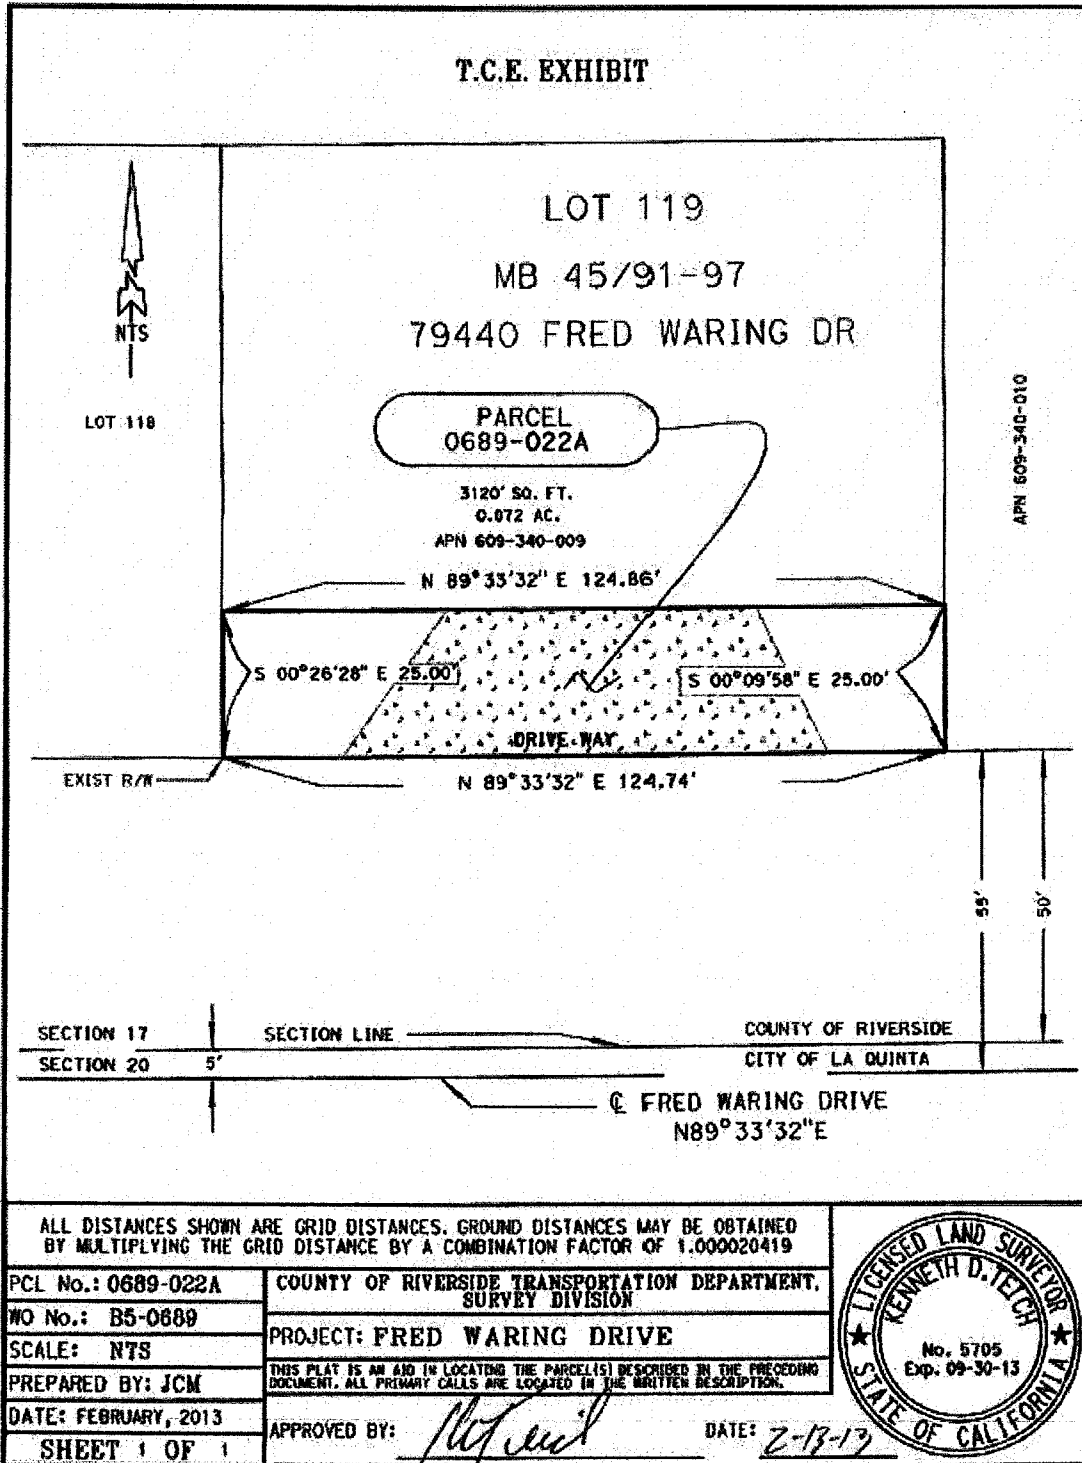 T.C.E. EXHIBIT
LOT 119
MB 45/91-97
79440 FRED WARING DR
N
NTS
LOT 118
PARCEL
0689-022A
3120' SQ. FT.
0.072 AC.
APN 609-340-009
APN 609-340-010
N 89°33'32" E 124.86'
S 00°26'28" E 25.00'
S 00°09'58" E 25.00'
DRIVE WAY
EXIST R/W
N 89°33'32" E 124.74'
55'
50'
SECTION 17
SECTION LINE
COUNTY OF RIVERSIDE
SECTION 20
5'
CITY OF LA QUINTA
℄ FRED WARING DRIVE
N89°33'32"E
ALL DISTANCES SHOWN ARE GRID DISTANCES. GROUND DISTANCES MAY BE OBTAINED
BY MULTIPLYING THE GRID DISTANCE BY A COMBINATION FACTOR OF 1.000020419
PCL No.: 0689-022A
WO No.: B5-0689
SCALE: NTS
PREPARED BY: JCM
DATE: FEBRUARY, 2013
SHEET 1 OF 1
COUNTY OF RIVERSIDE TRANSPORTATION DEPARTMENT,
SURVEY DIVISION
PROJECT: FRED WARING DRIVE
THIS PLAT IS AN AID IN LOCATING THE PARCEL(S) DESCRIBED IN THE PRECEDING
DOCUMENT. ALL PRIMARY CALLS ARE LOCATED IN THE WRITTEN DESCRIPTION.
APPROVED BY:
DATE: 2-13-13
LICENSED LAND SURVEYOR
KENNETH D. TEICH
No. 5705
Exp. 09-30-13
STATE OF CALIFORNIA